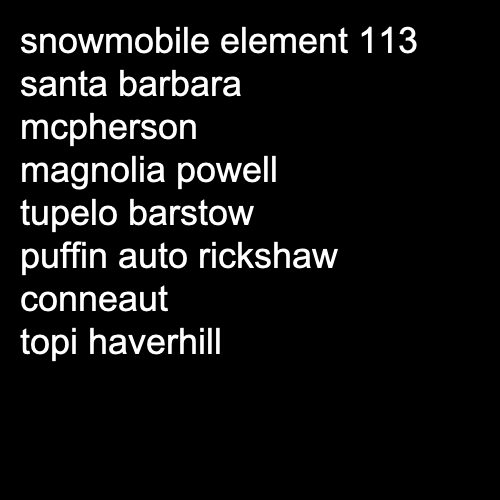 snowmobile element 113
santa barbara
mcpherson
magnolia powell
tupelo barstow
puffin auto rickshaw
conneaut
topi haverhill